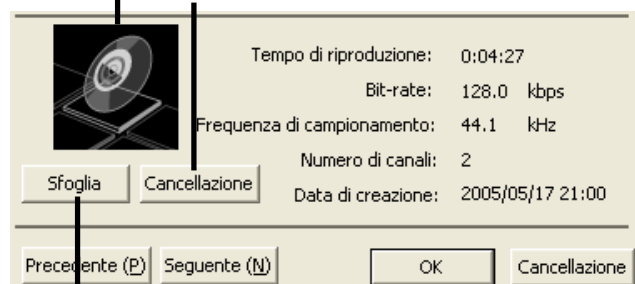 Tempo di riproduzione: 0:04:27
Bit-rate: 128.0 kbps
Frequenza di campionamento: 44.1 kHz
Numero di canali: 2
Sfoglia Cancellazione
Data di creazione: 2005/05/17 21:00
Precedente (P) Seguente (N) OK Cancellazione